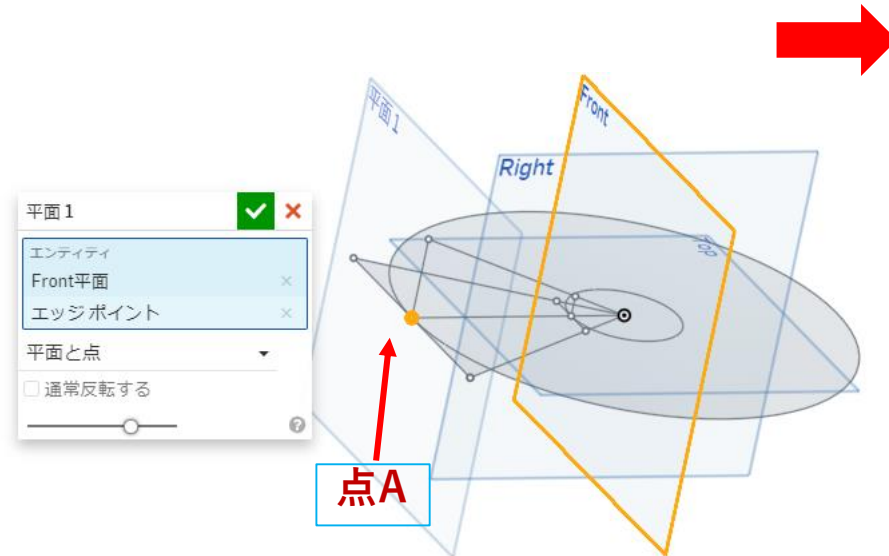 平面1
Front
Right
Top
平面1
エンティティ
Front平面
エッジ ポイント
平面と点
通常反転する
点A